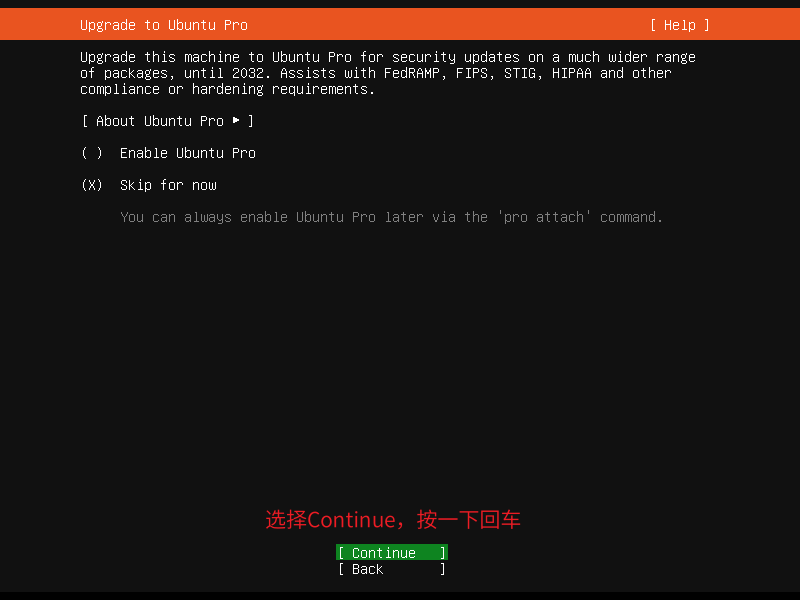 Upgrade to Ubuntu Pro [ Help ]
Upgrade this machine to Ubuntu Pro for security updates on a much wider range
of packages, until 2032. Assists with FedRAMP, FIPS, STIG, HIPAA and other
compliance or hardening requirements.
[ About Ubuntu Pro ▸ ]
( ) Enable Ubuntu Pro
(X) Skip for now
You can always enable Ubuntu Pro later via the 'pro attach' command.
选择Continue，按一下回车
[ Continue ]
[ Back ]